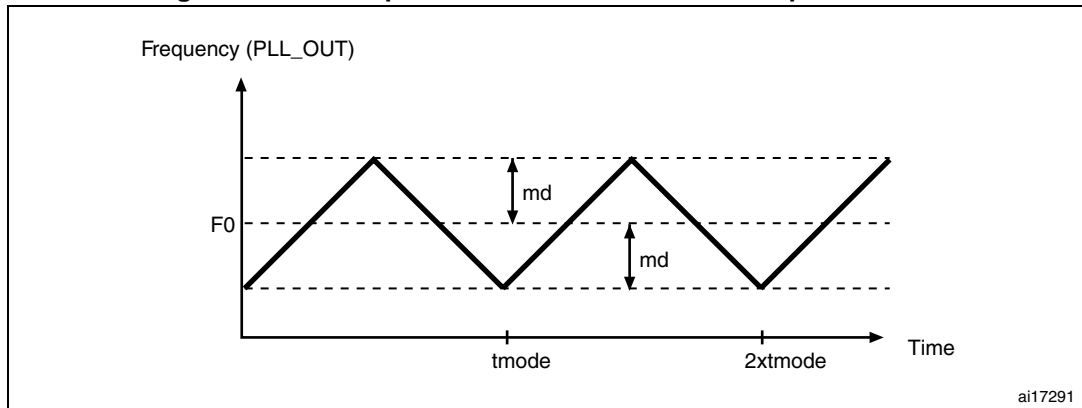 Frequency (PLL_OUT)
md
F0
md
tmode
2xtmode
Time
ai17291